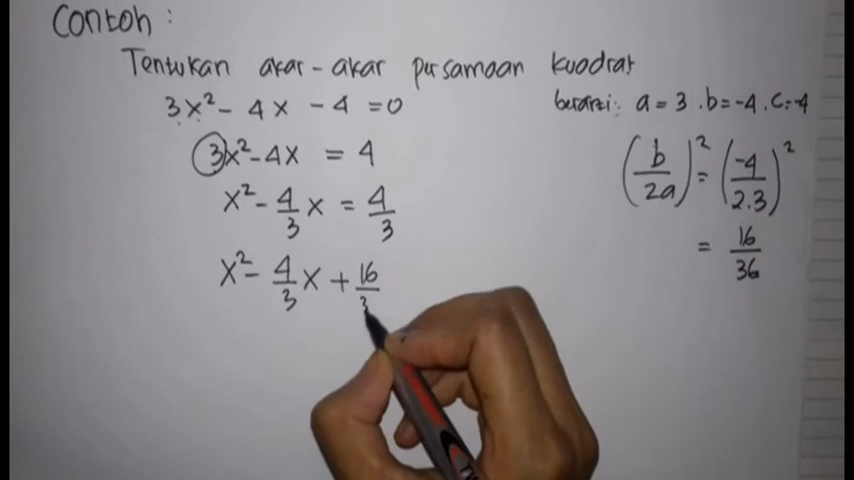 Contoh :
Tentukan akar-akar persamaan kuadrat
3x² - 4x - 4 = 0
berarti : a = 3 . b = -4 . c = -4
3x² - 4x = 4
(b/2a)² = (-4/2.3)²
x² - 4/3 x = 4/3
= 16/36
x² - 4/3 x + 16/3